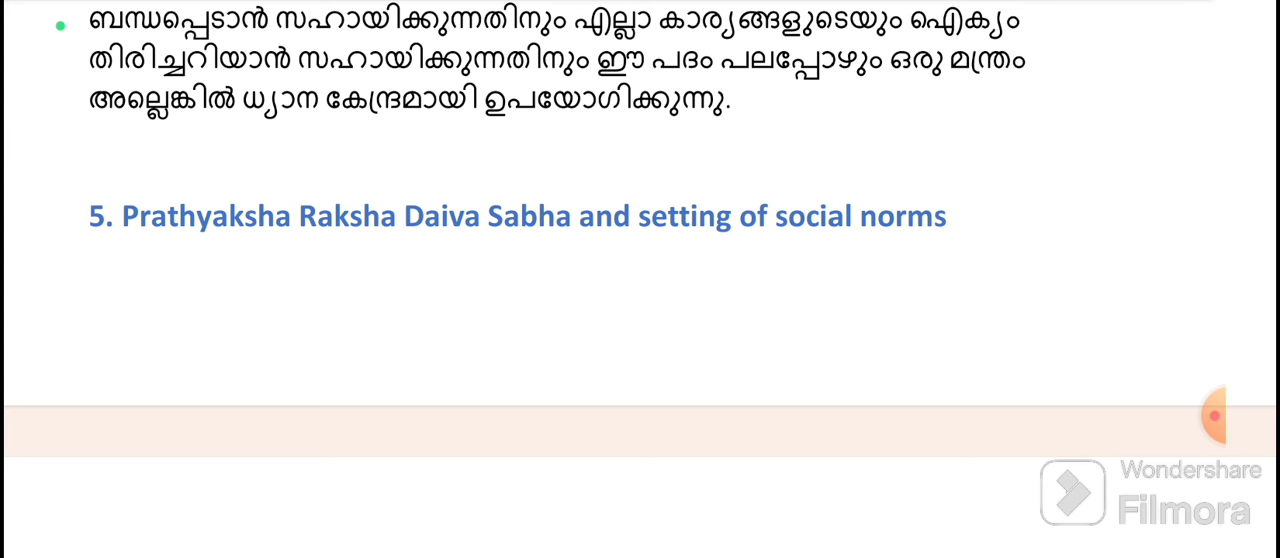 ബന്ധപ്പെടാൻ സഹായിക്കുന്നതിനും എല്ലാ കാര്യങ്ങളുടെയും ഐക്യം
തിരിച്ചറിയാൻ സഹായിക്കുന്നതിനും ഈ പദം പലപ്പോഴും ഒരു മന്ത്രം
അല്ലെങ്കിൽ ധ്യാന കേന്ദ്രമായി ഉപയോഗിക്കുന്നു.
5. Prathyaksha Raksha Daiva Sabha and setting of social norms
Wondershare
Filmora